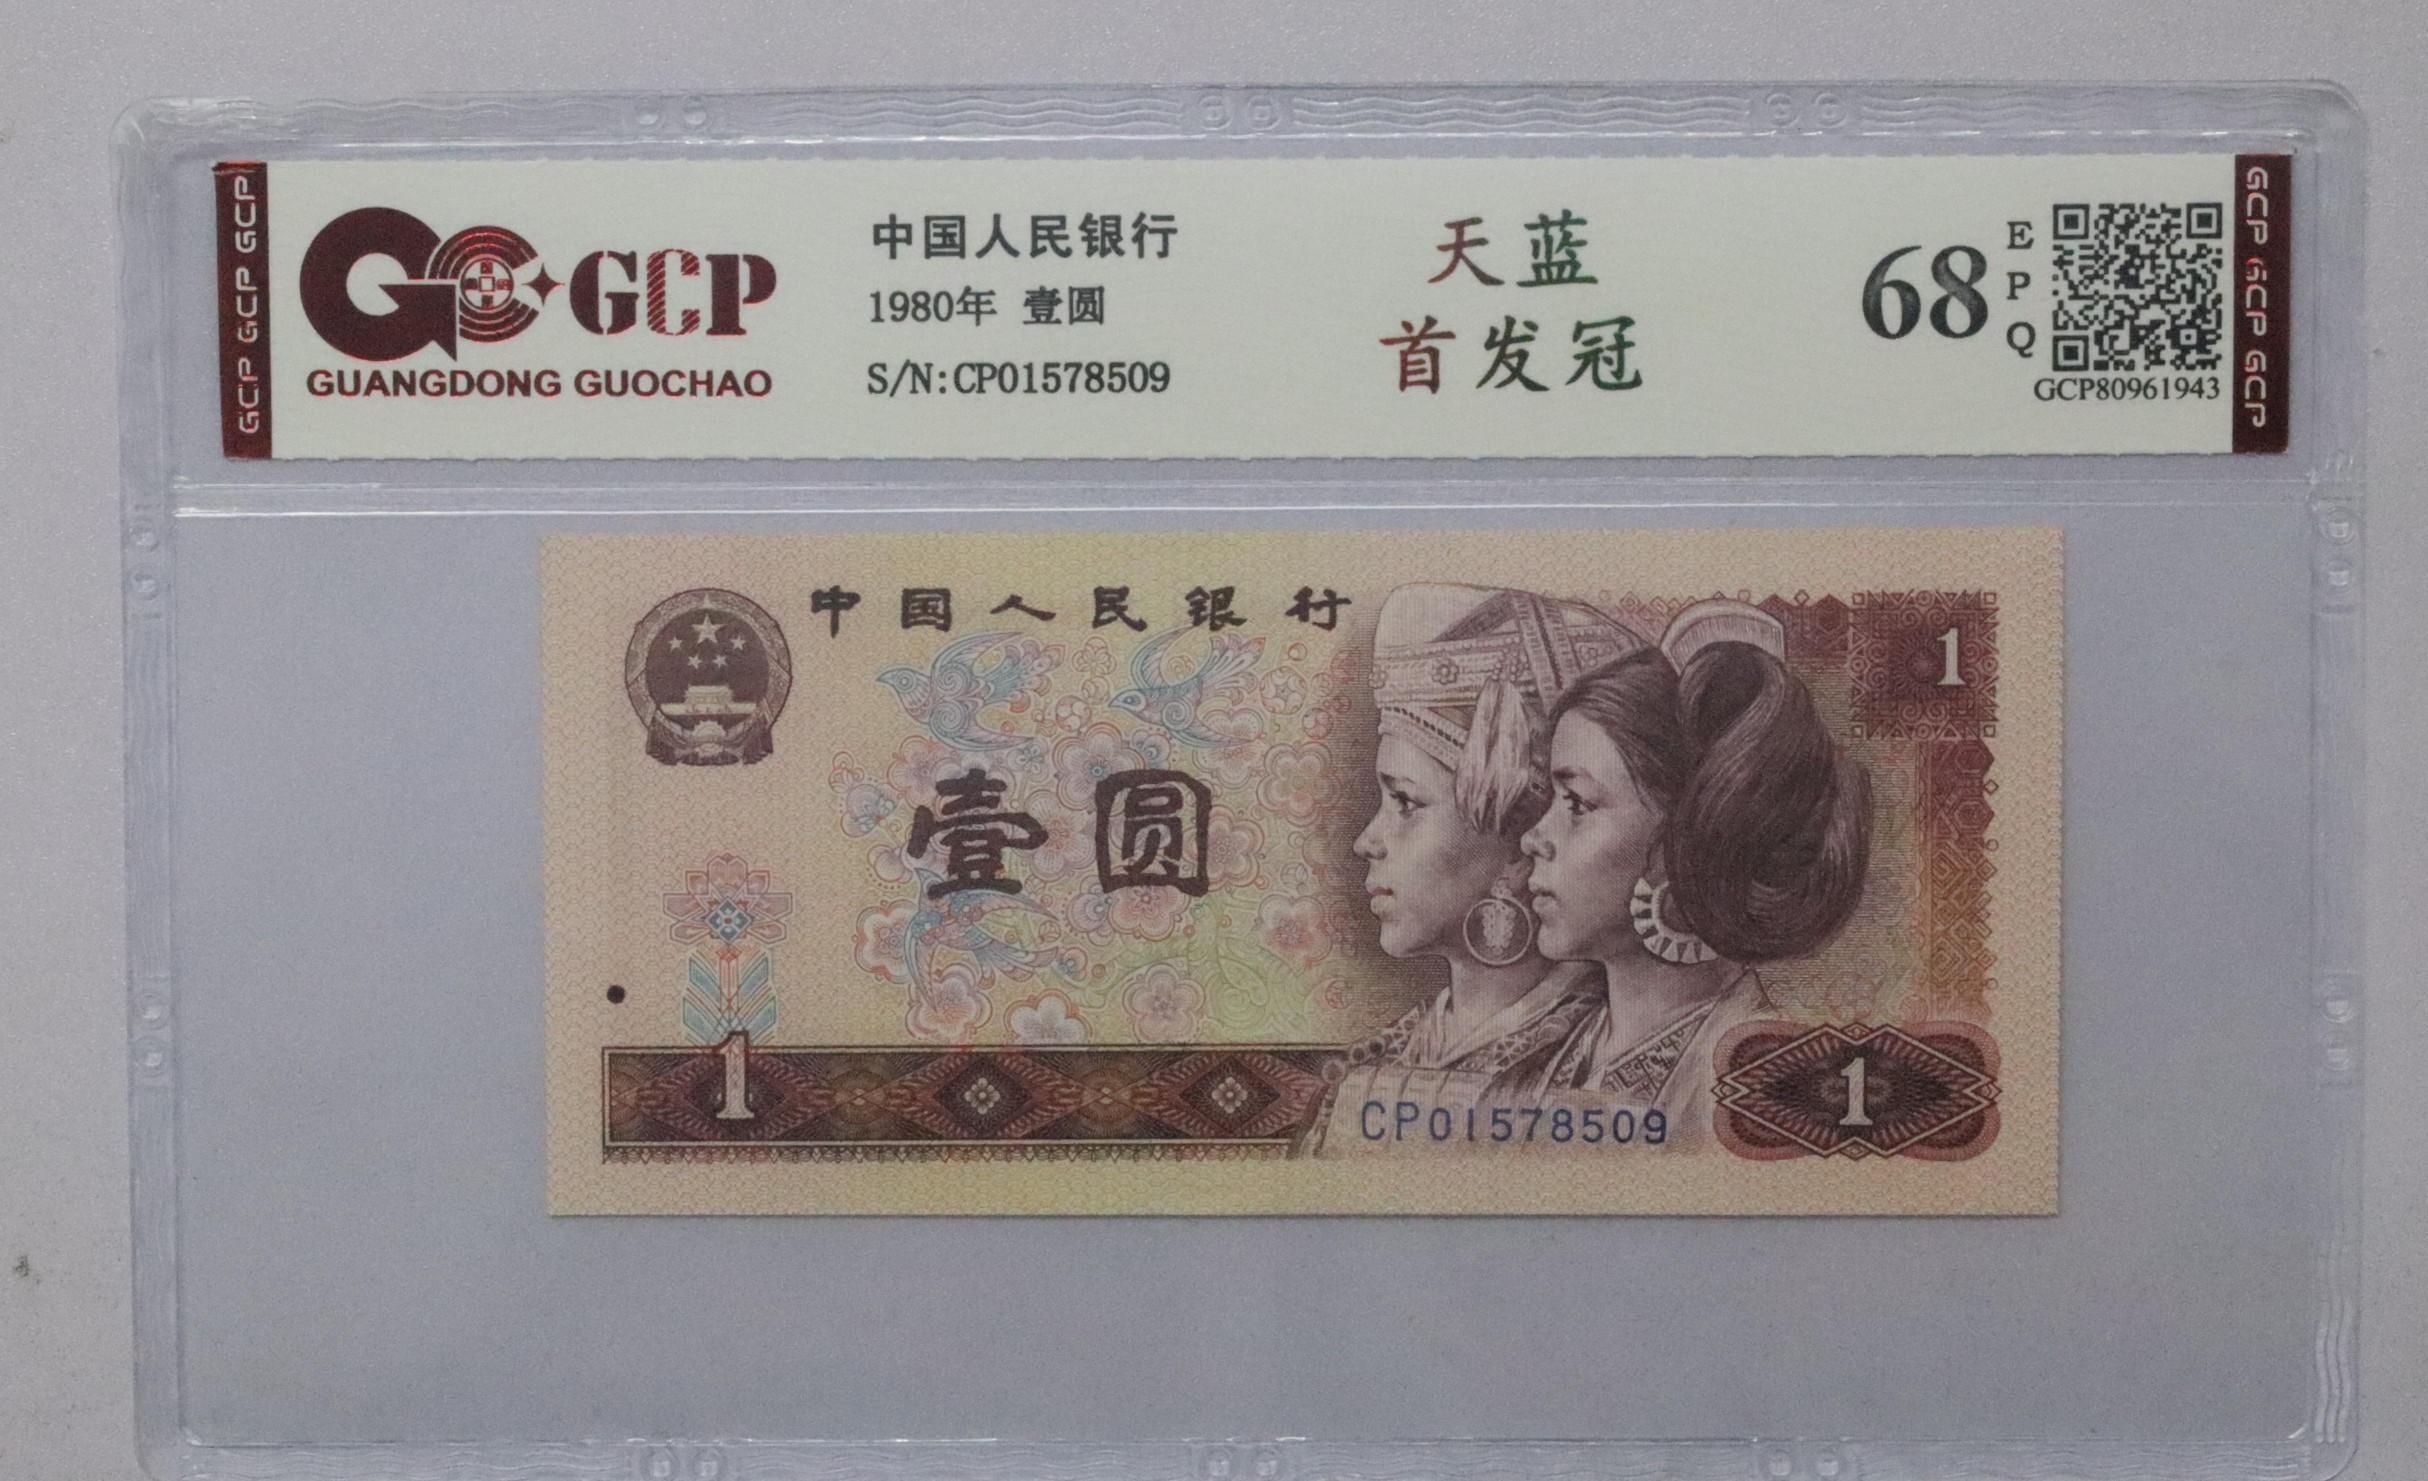 GCP GCP GCP
GCP
GUANGDONG GUOCHAO
中国人民银行
1980年 壹圆
S/N:CP01578509
天蓝
首发冠
68
EPQ
GCP80961943
GCP GCP GCP
中国人民银行
1
壹圆
1
1
CP01578509